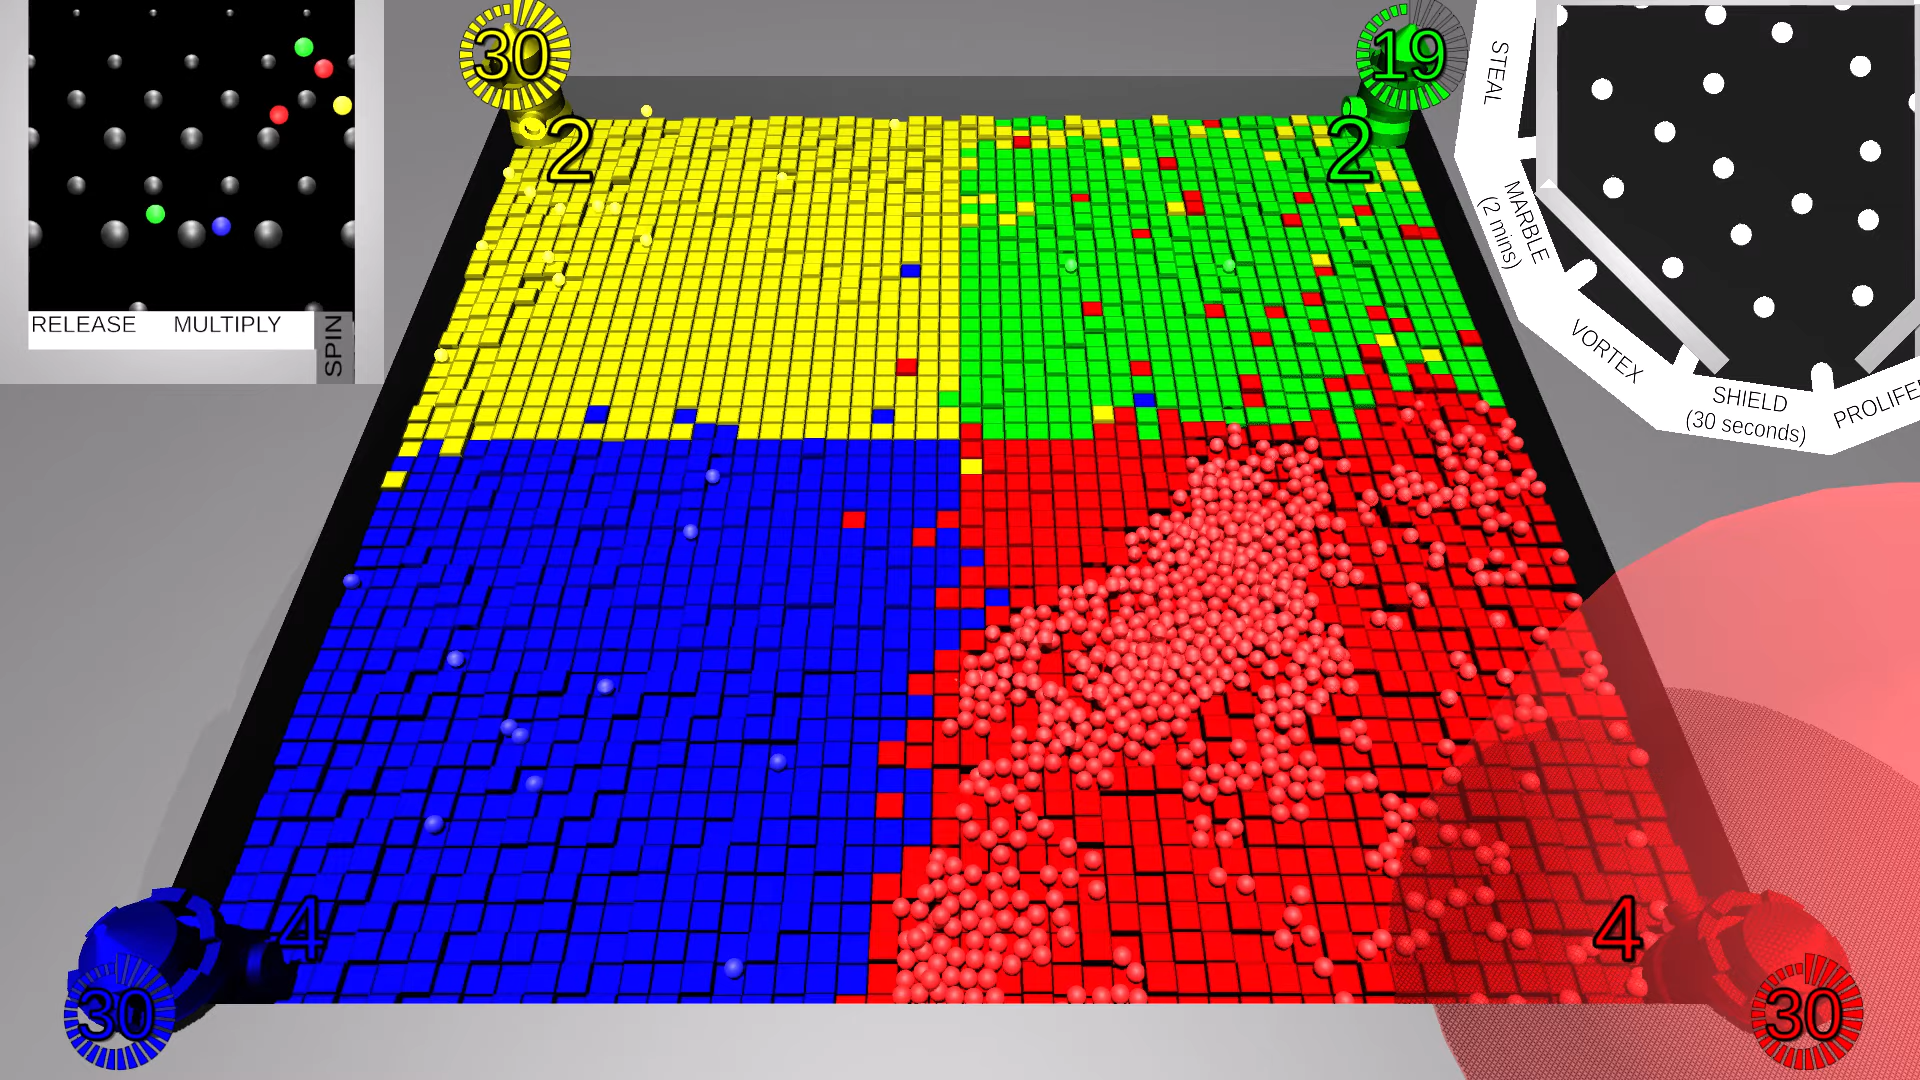 30
19
2
2
RELEASE MULTIPLY
SPIN
STEAL
MARBLE
(2 mins)
VORTEX
SHIELD
(30 seconds)
PROLIFE
4
4
30
30